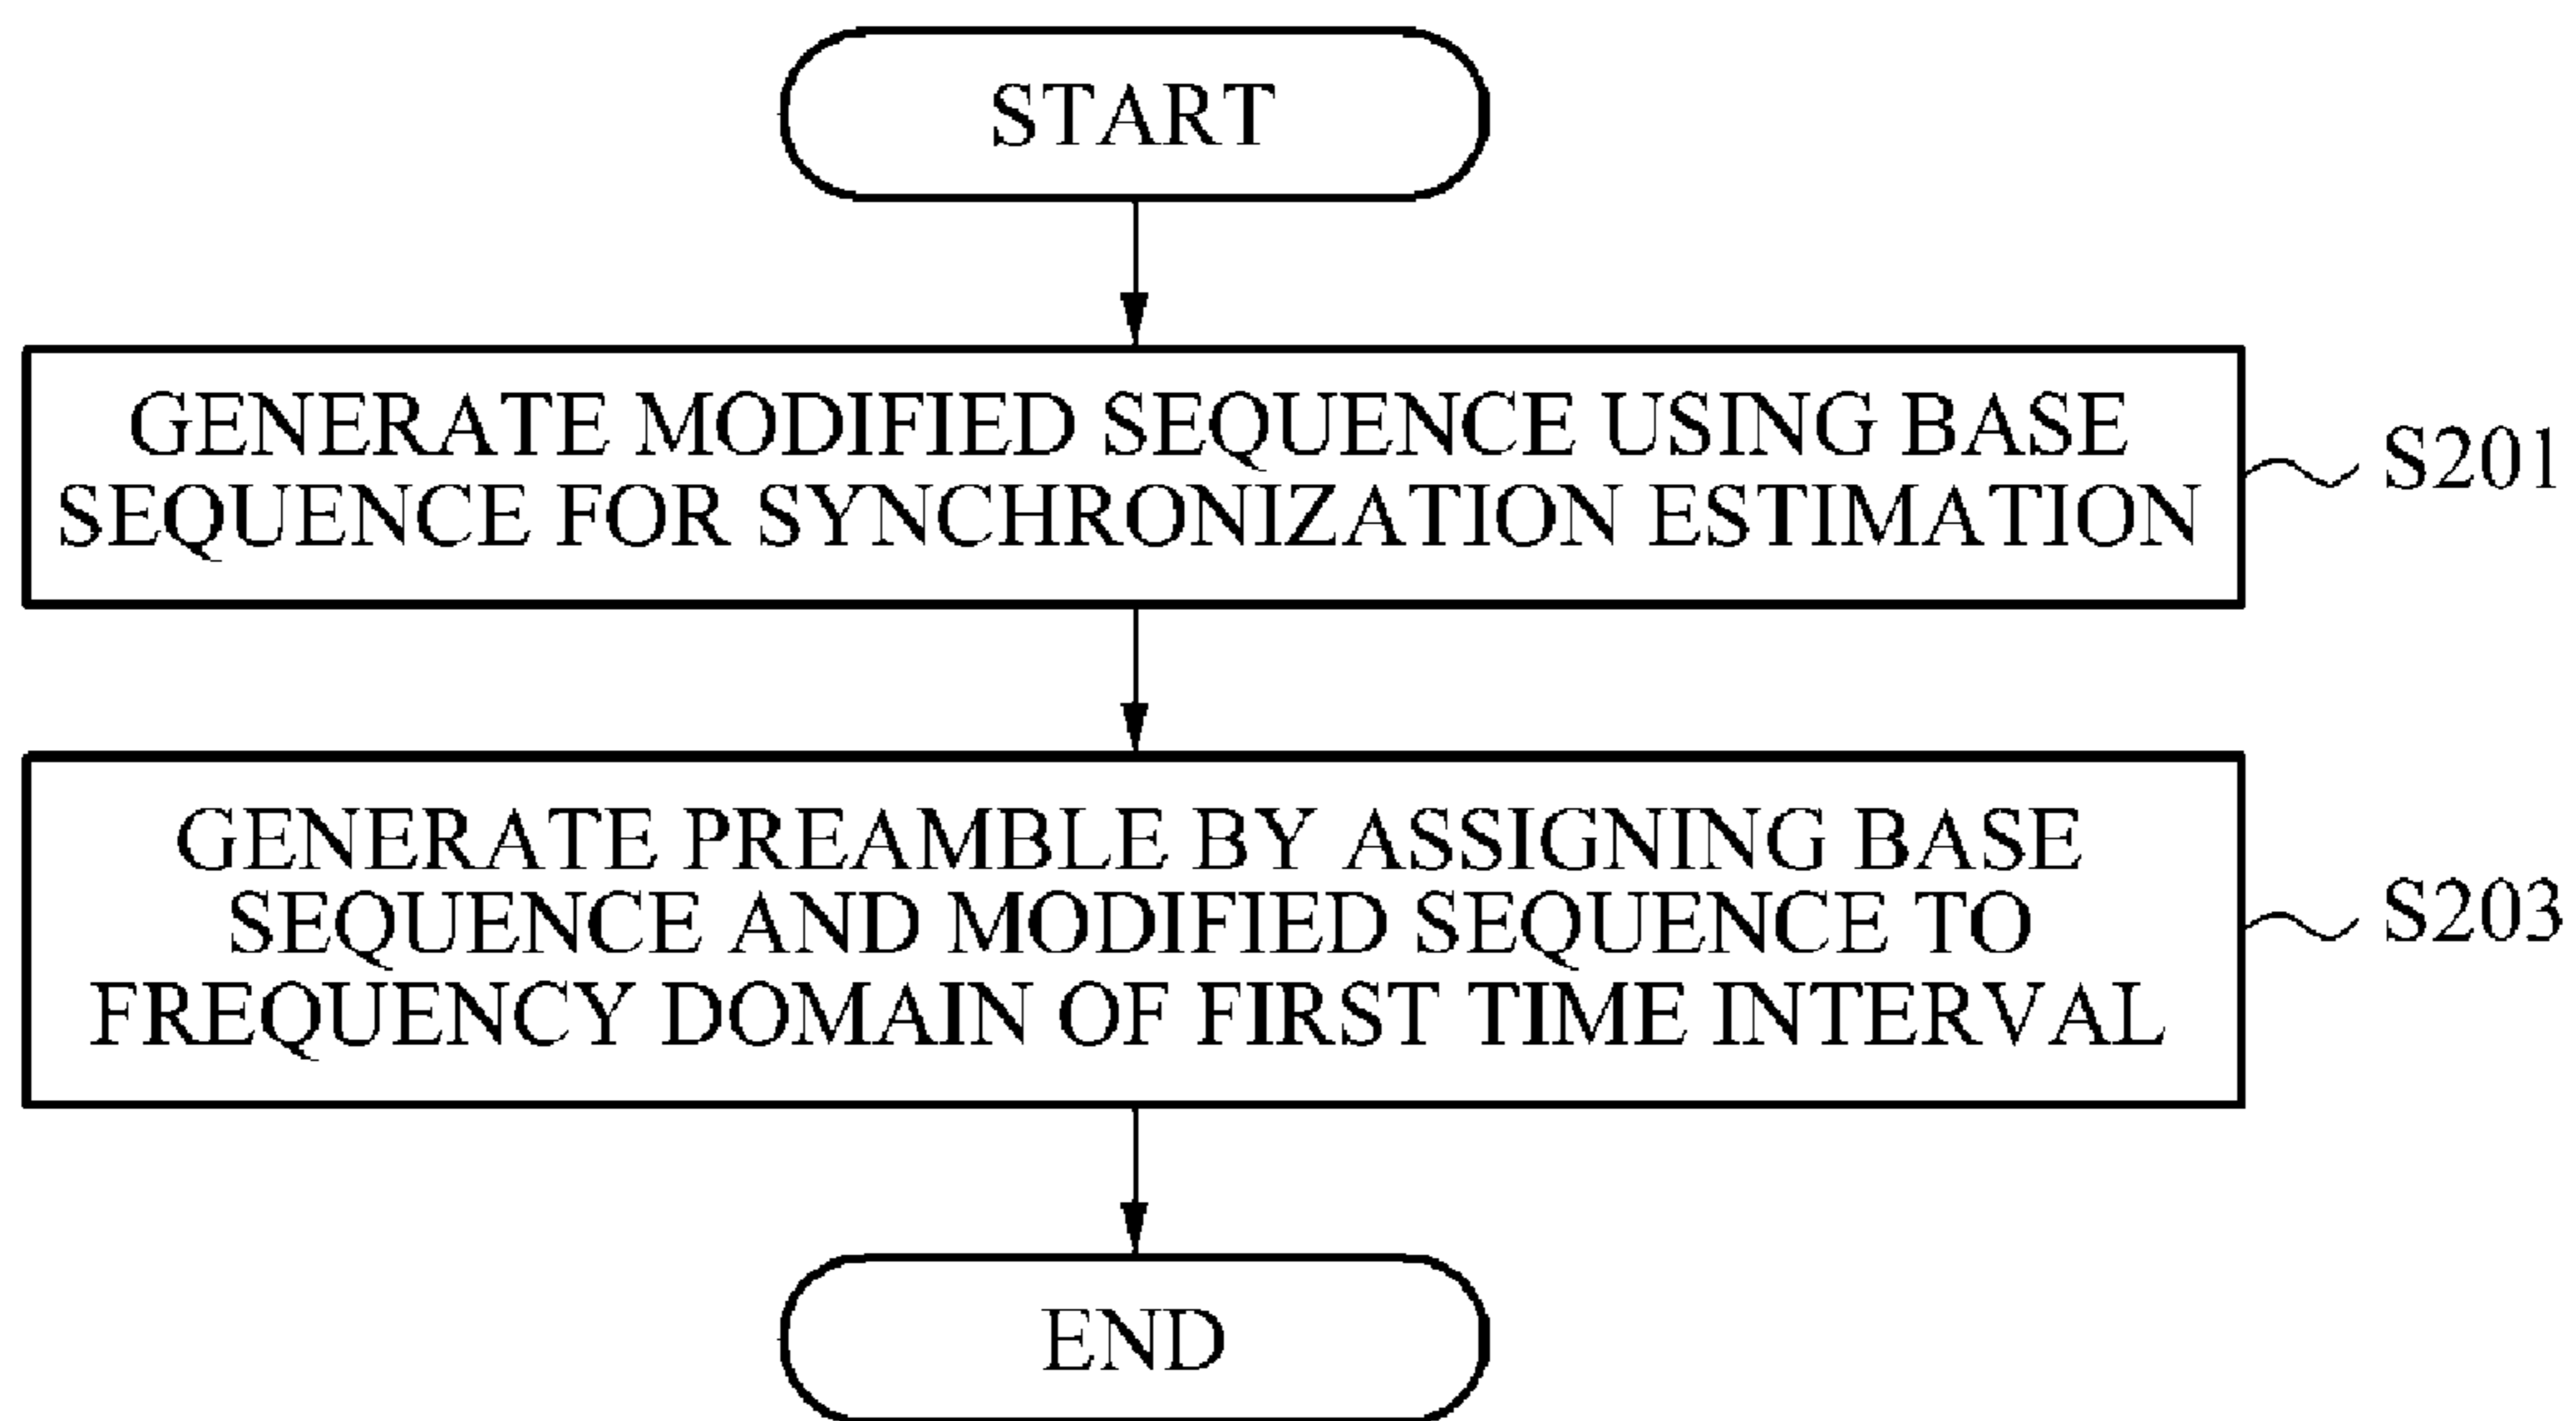 START
GENERATE MODIFIED SEQUENCE USING BASE
SEQUENCE FOR SYNCHRONIZATION ESTIMATION
S201
GENERATE PREAMBLE BY ASSIGNING BASE
SEQUENCE AND MODIFIED SEQUENCE TO
FREQUENCY DOMAIN OF FIRST TIME INTERVAL
S203
END